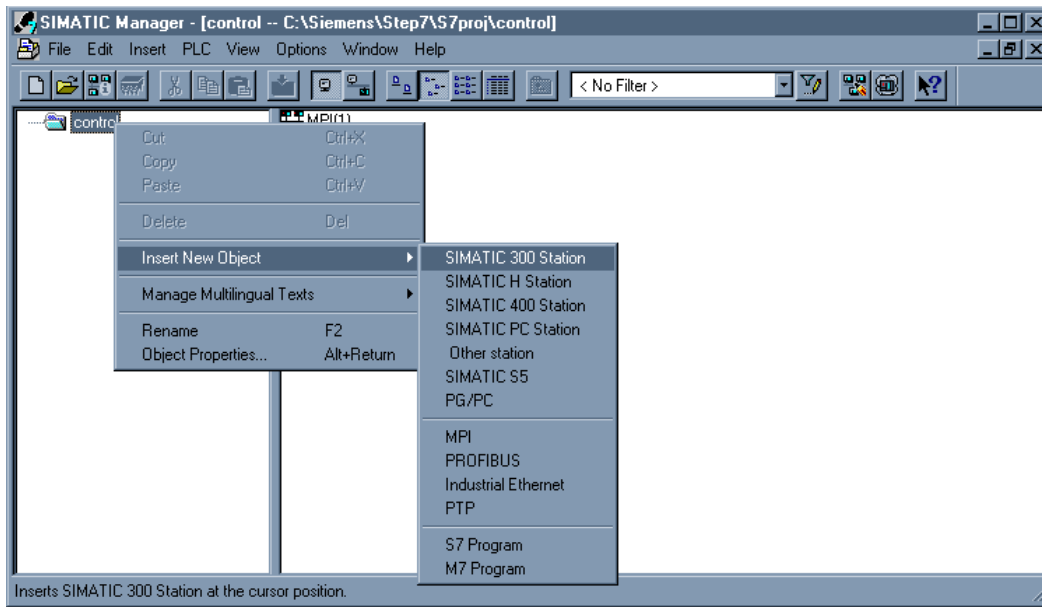 SIMATIC Manager - [control -- C:\Siemens\Step7\S7proj\control]
File Edit Insert PLC View Options Window Help
< No Filter >
control
MPI(1)
Cut Ctrl+X
Copy Ctrl+C
Paste Ctrl+V
Delete Del
Insert New Object
Manage Multilingual Texts
Rename F2
Object Properties... Alt+Return
SIMATIC 300 Station
SIMATIC H Station
SIMATIC 400 Station
SIMATIC PC Station
Other station
SIMATIC S5
PG/PC
MPI
PROFIBUS
Industrial Ethernet
PTP
S7 Program
M7 Program
Inserts SIMATIC 300 Station at the cursor position.